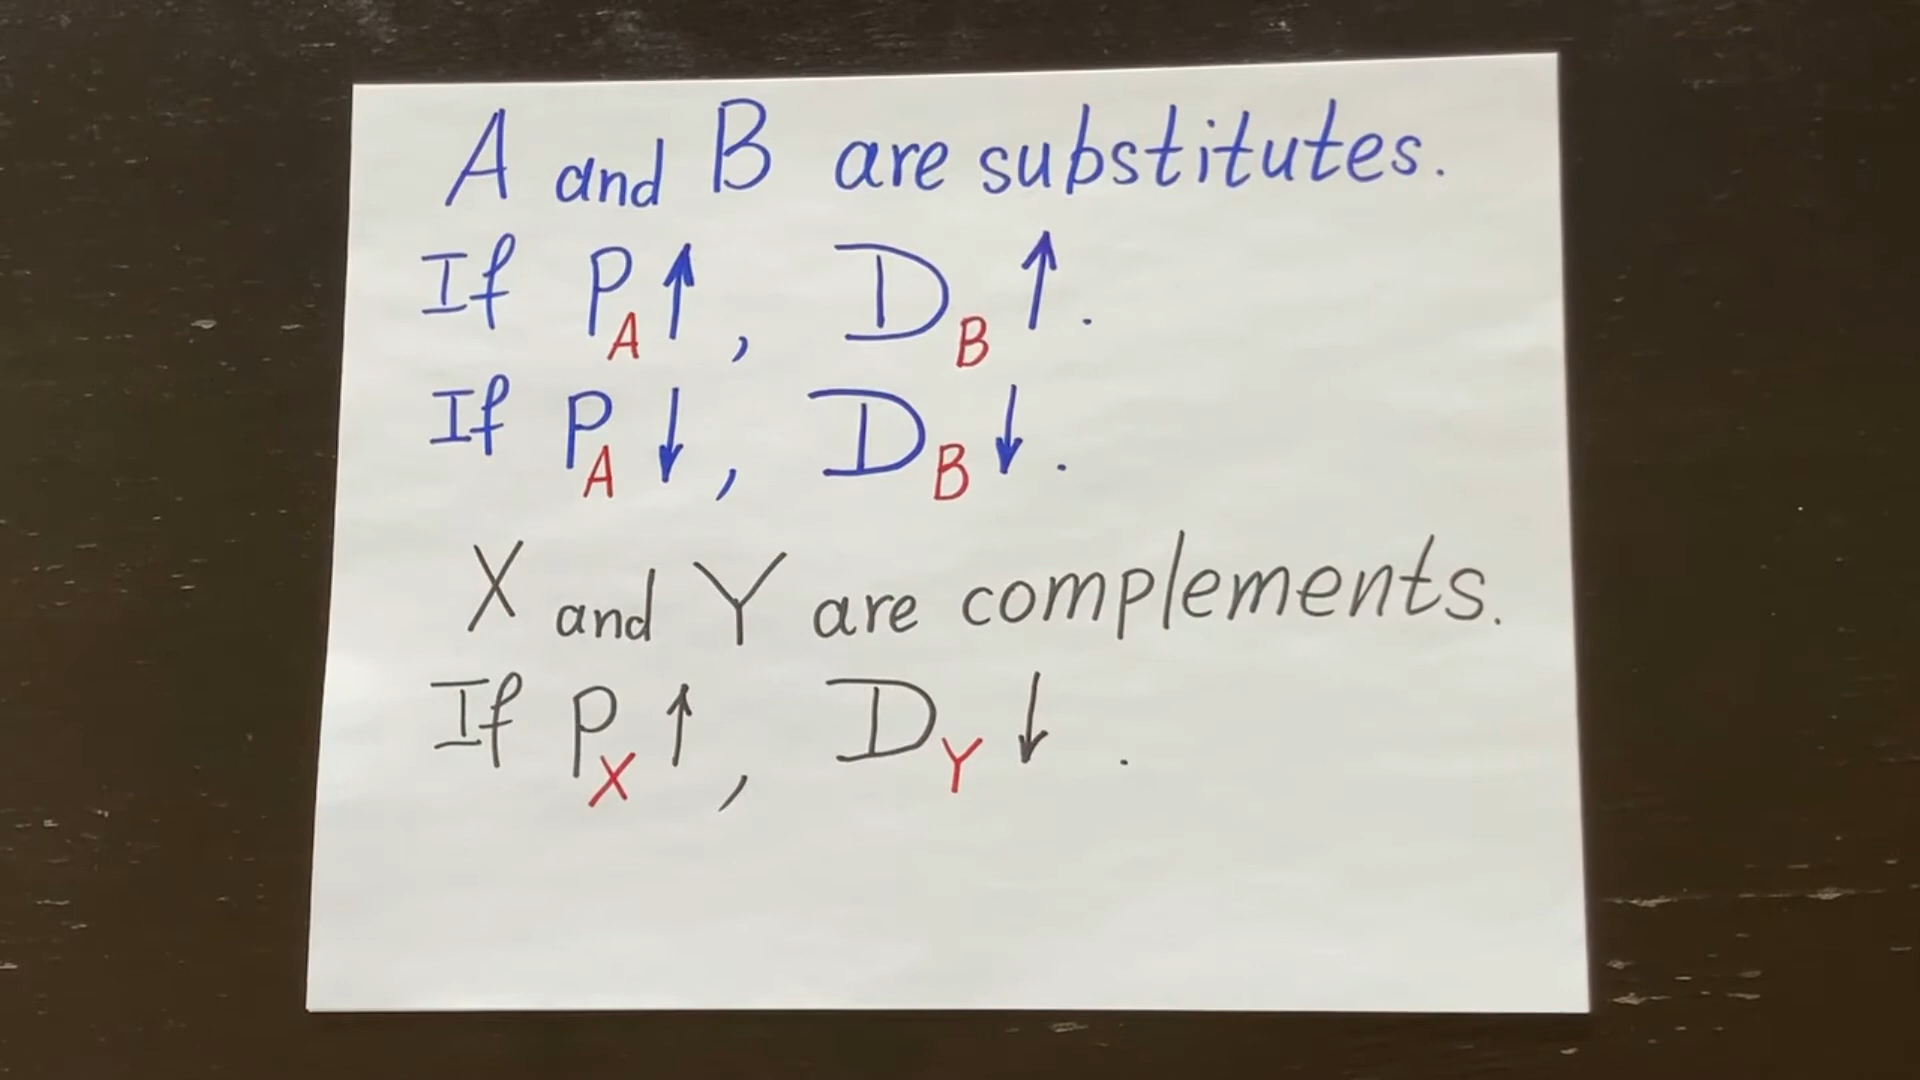 A and B are substitutes.
If P_A ↑, D_B ↑.
If P_A ↓, D_B ↓.
X and Y are complements.
If P_X ↑, D_Y ↓.